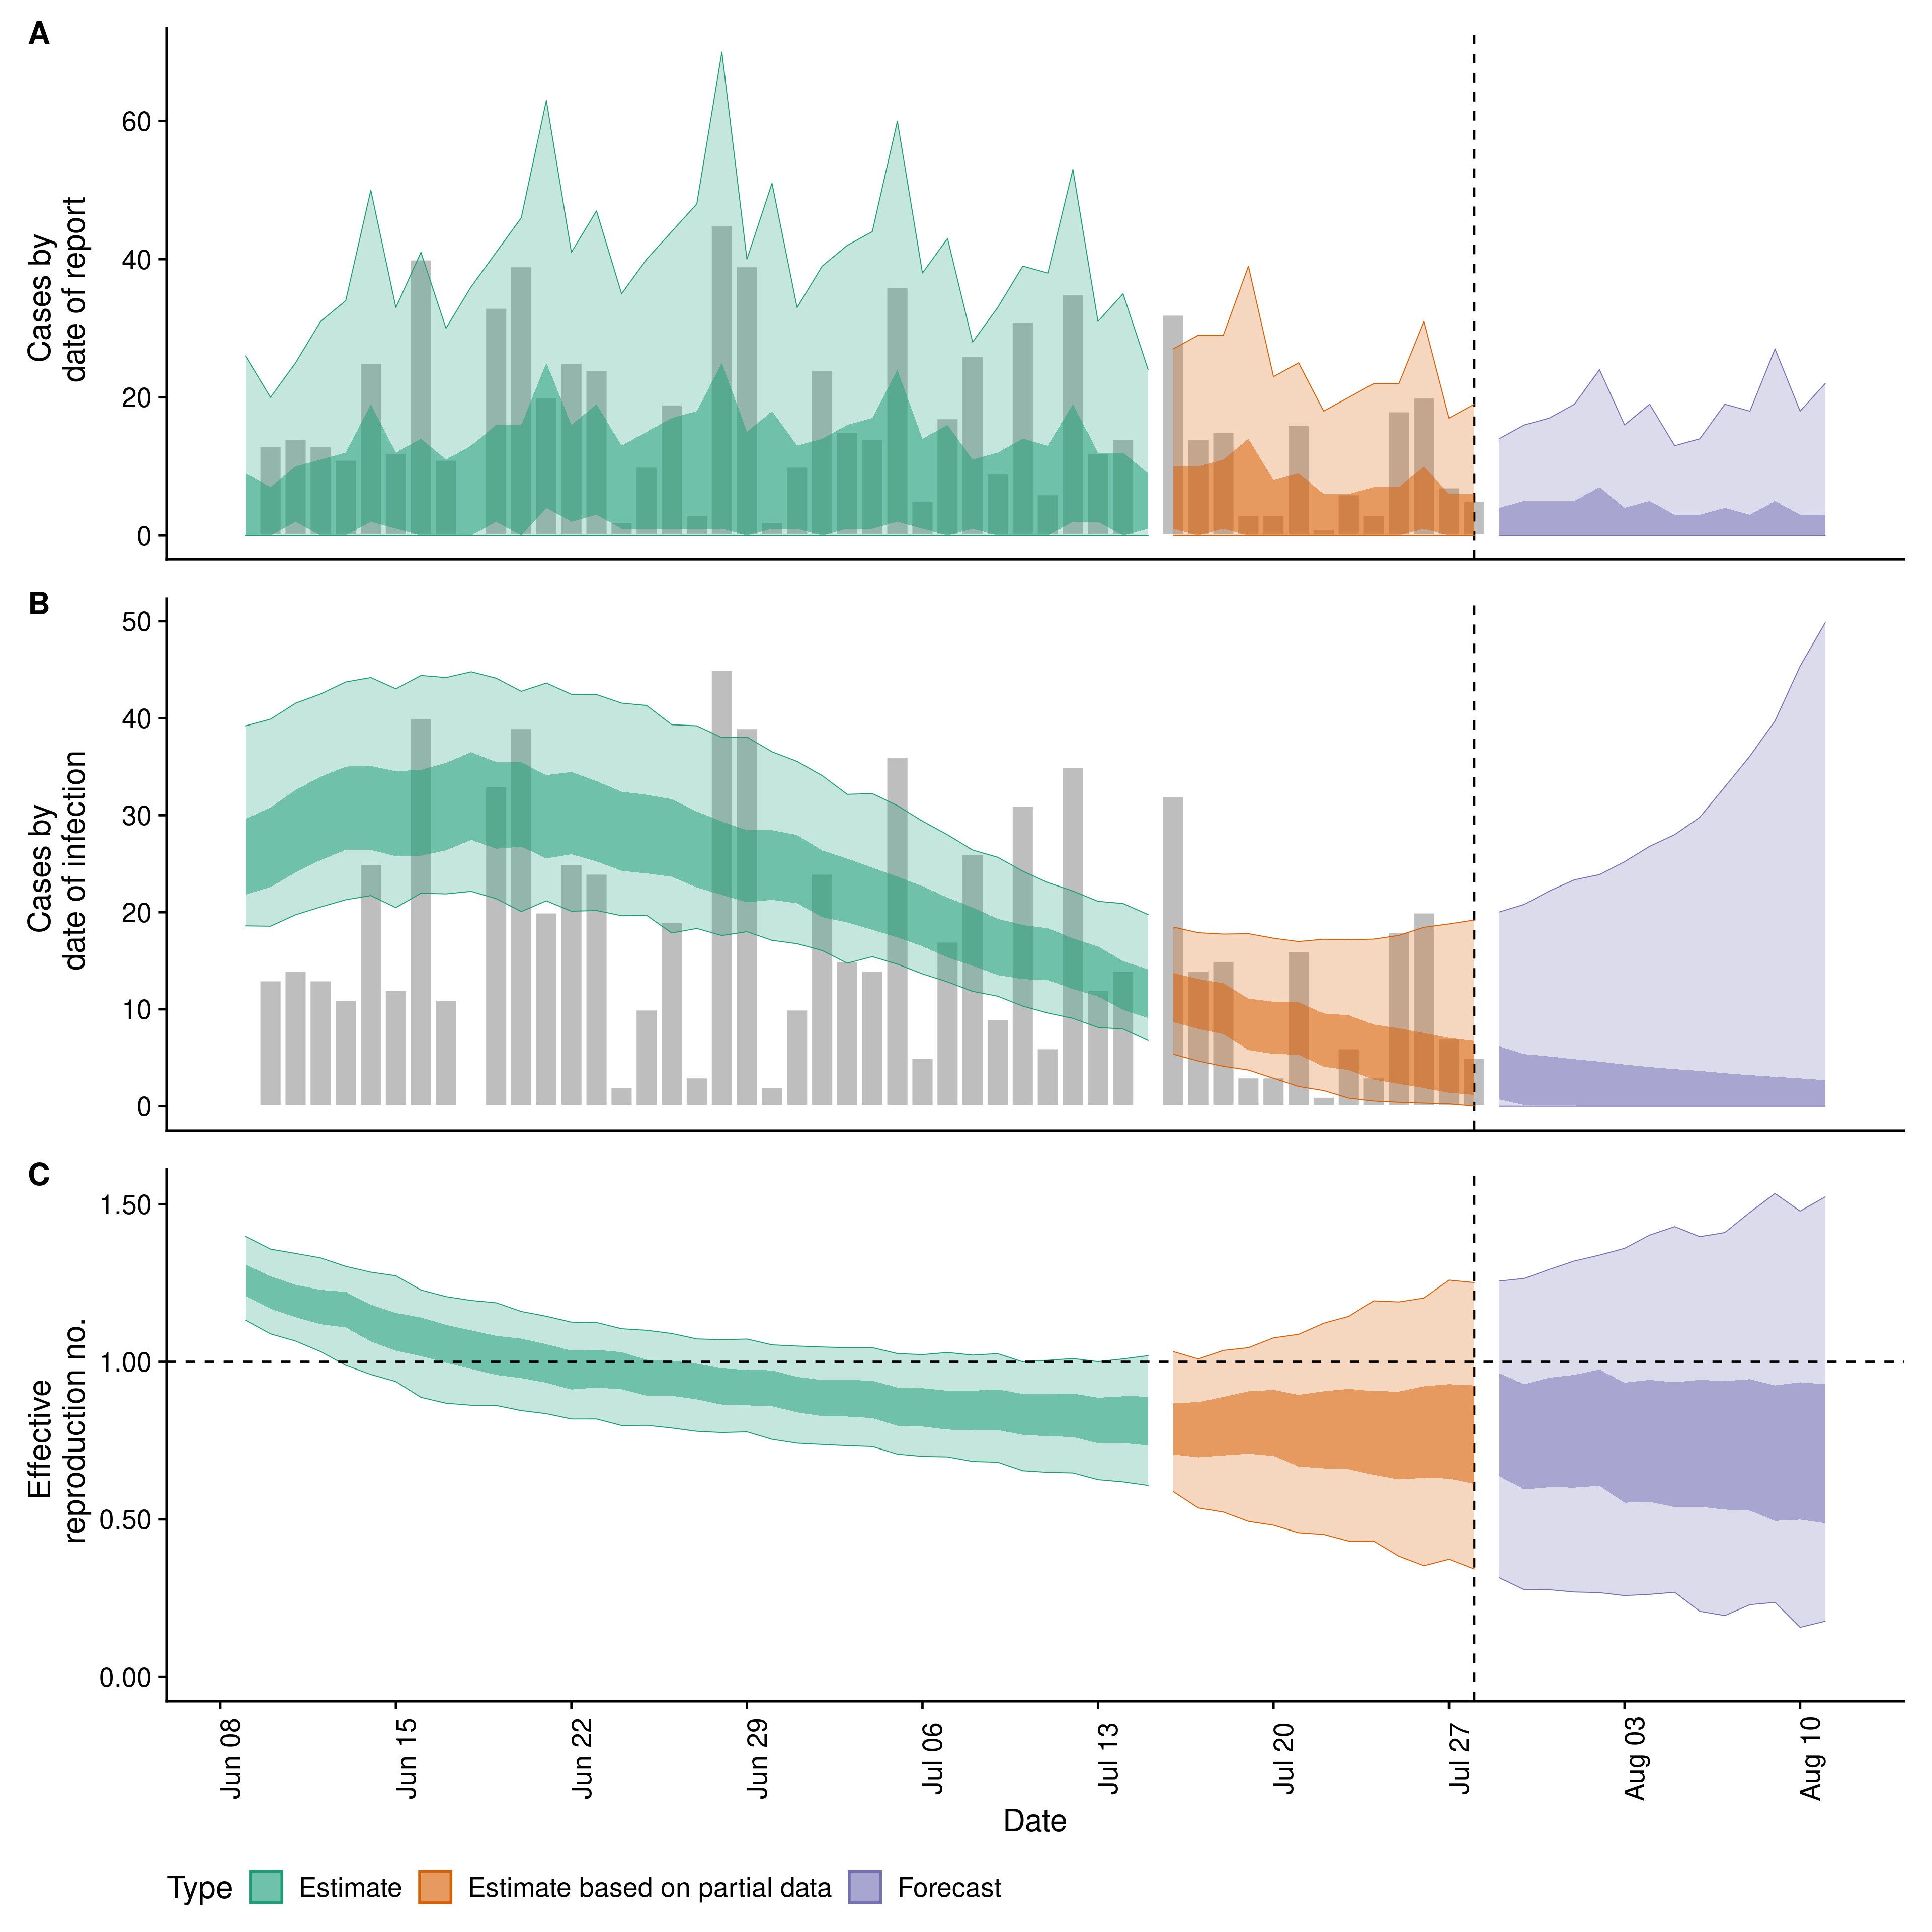 A
Cases by
date of report
60
40
20
0
B
Cases by
date of infection
50
40
30
20
10
0
C
Effective
reproduction no.
1.50
1.00
0.50
0.00
Jun 08
Jun 15
Jun 22
Jun 29
Jul 06
Jul 13
Jul 20
Jul 27
Aug 03
Aug 10
Date
Type Estimate Estimate based on partial data Forecast